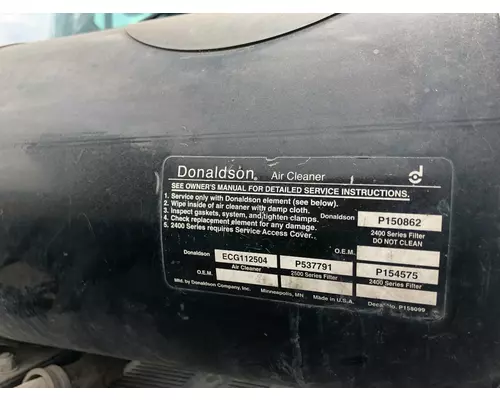 Donaldson® Air Cleaner
SEE OWNER'S MANUAL FOR DETAILED SERVICE INSTRUCTIONS.
1. Service only with Donaldson element (see below).
2. Wipe inside of air cleaner with damp cloth.
3. Inspect gaskets, system, and tighten clamps.
4. Check replacement element for any damage.
5. 2400 Series requires Service Access Cover.
Donaldson P150862
2400 Series Filter
DO NOT CLEAN
O.E.M.
Donaldson ECG112504 P537791 P154575
Air Cleaner 2500 Series Filter 2400 Series Filter
O.E.M.
Mfd. by Donaldson Company, Inc. Minneapolis, MN Made in U.S.A. Decal No. P158099